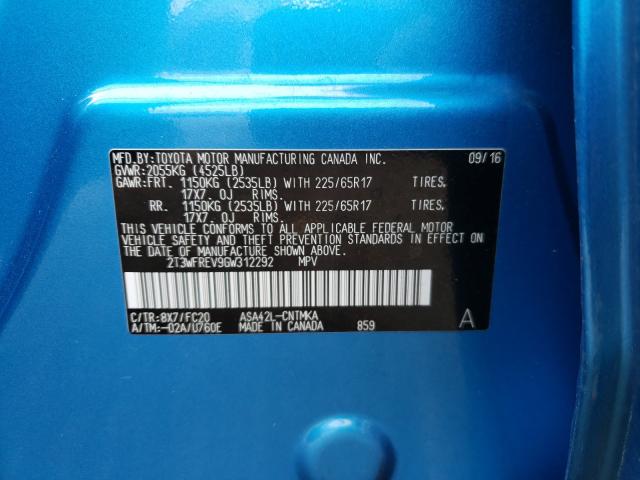 MFD.BY:TOYOTA MOTOR MANUFACTURING CANADA INC. 09/16
GVWR:2055KG (4525LB)
GAWR:FRT. 1150KG (2535LB) WITH 225/65R17 TIRES,
17X7.0J RIMS.
RR. 1150KG (2535LB) WITH 225/65R17 TIRES,
17X7.0J RIMS.
THIS VEHICLE CONFORMS TO ALL APPLICABLE FEDERAL MOTOR
VEHICLE SAFETY AND THEFT PREVENTION STANDARDS IN EFFECT ON
THE DATE OF MANUFACTURE SHOWN ABOVE.
2T3WFREV9GW312292 MPV
C/TR:8X7/FC20 ASA42L-CNTMKA
A/TM:-02A/U760E MADE IN CANADA 859 A